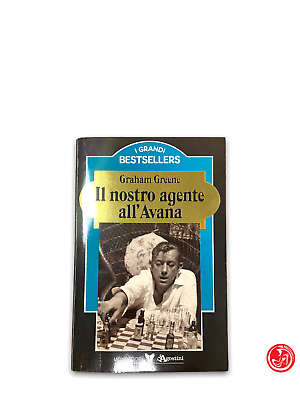 I GRANDI
BESTSELLERS
Graham Greene
Il nostro agente
all'Avana
Agostini